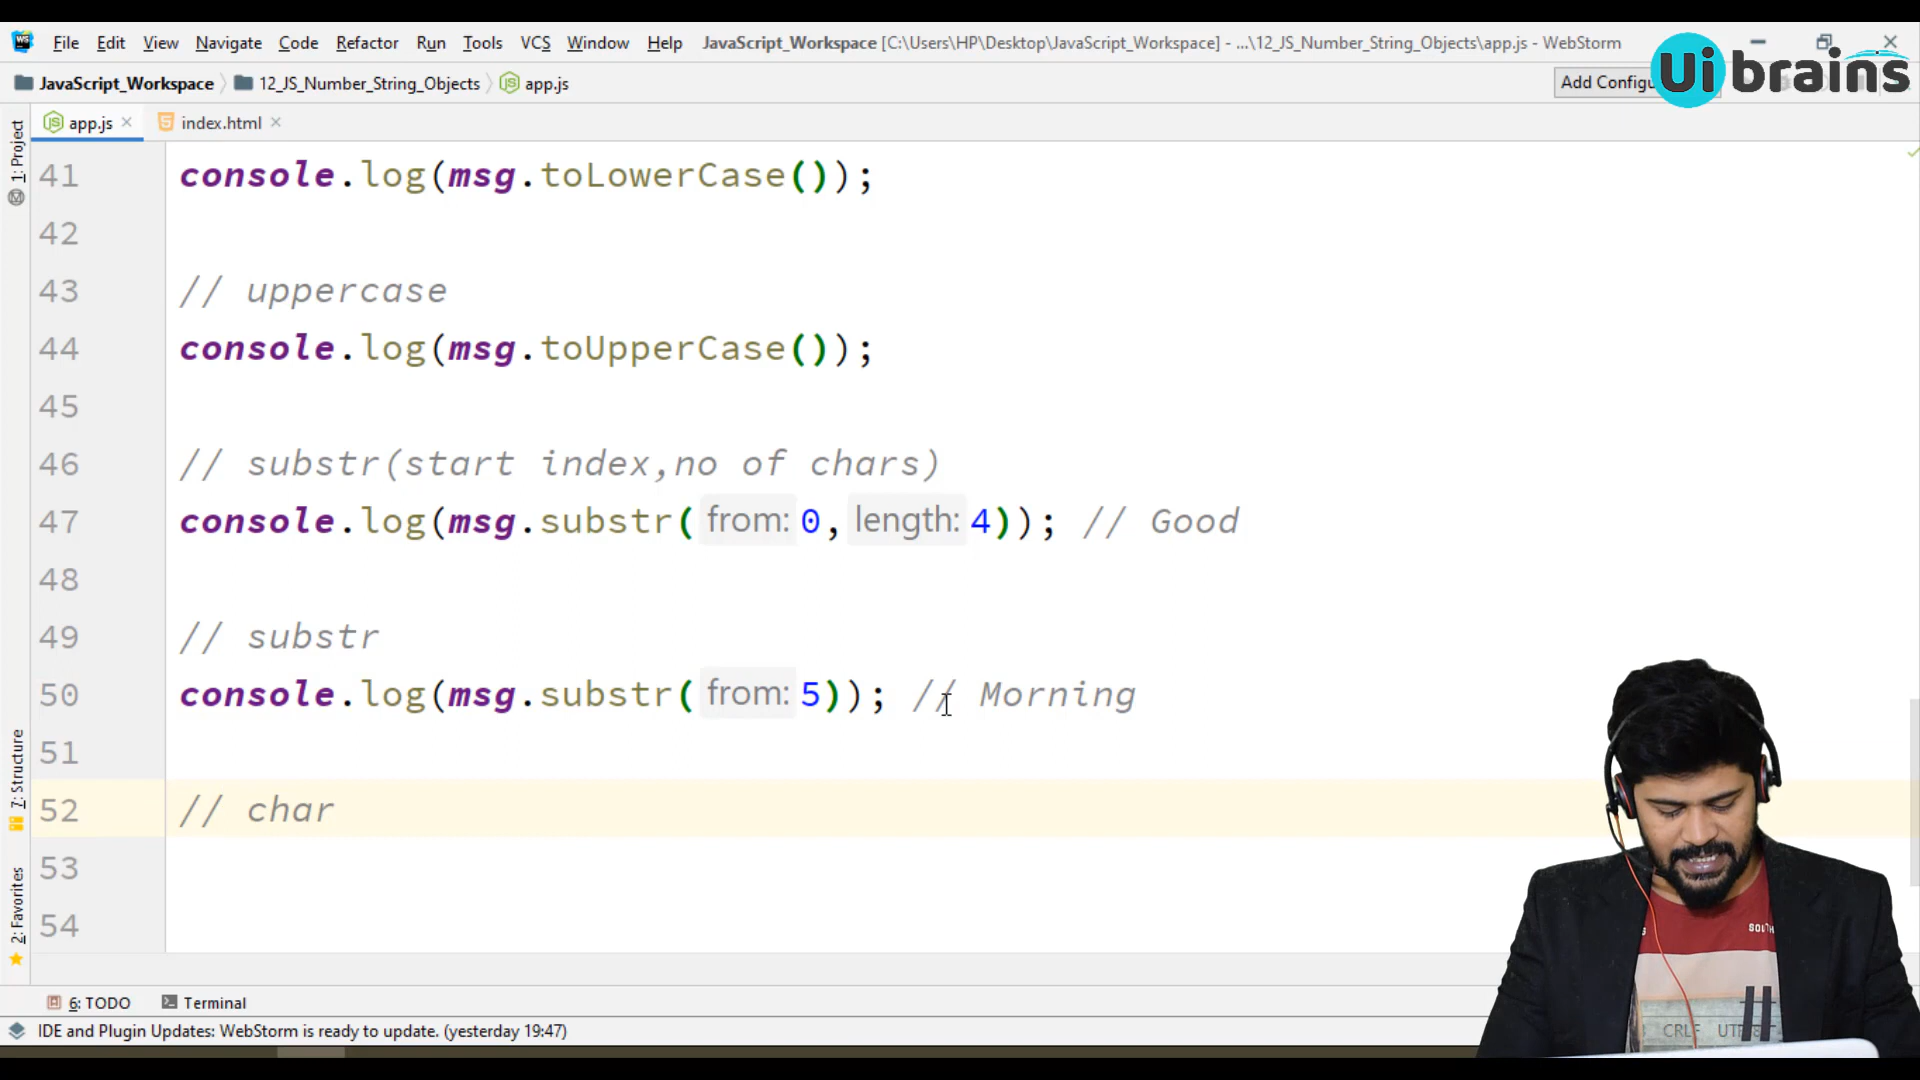 File Edit View Navigate Code Refactor Run Tools VCS Window Help JavaScript_Workspace [C:\Users\HP\Desktop\JavaScript_Workspace] - ...\12_JS_Number_String_Objects\app.js - WebStorm
JavaScript_Workspace 12_JS_Number_String_Objects app.js Add Configu
Ui brains
app.js index.html
1: Project
41 console.log(msg.toLowerCase());
42
43 // uppercase
44 console.log(msg.toUpperCase());
45
46 // substr(start index,no of chars)
47 console.log(msg.substr( from: 0, length: 4)); // Good
48
49 // substr
50 console.log(msg.substr( from: 5)); // Morning
51
52 // char
53
54
7: Structure
2: Favorites
6: TODO Terminal
IDE and Plugin Updates: WebStorm is ready to update. (yesterday 19:47)
CRLF